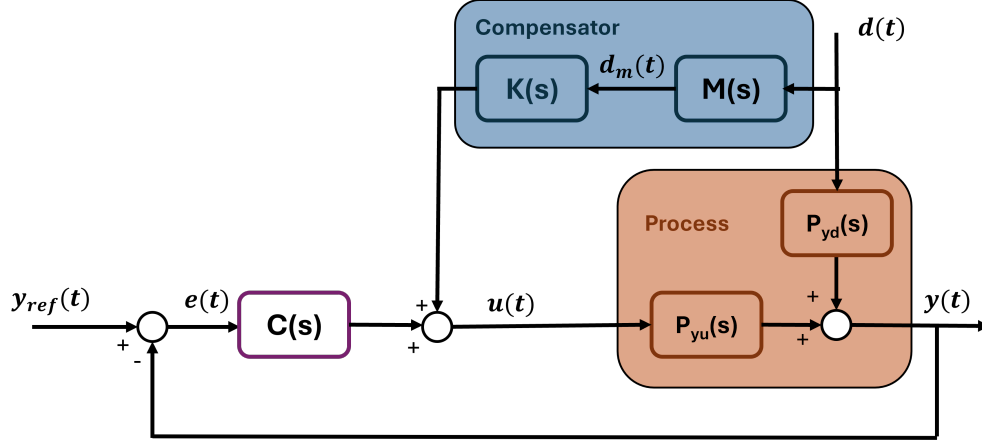 Compensator
d(t)
K(s)
d_m(t)
M(s)
Process
P_yd(s)
y_ref(t)
e(t)
C(s)
+
+
u(t)
P_yu(s)
+
+
y(t)
+
-